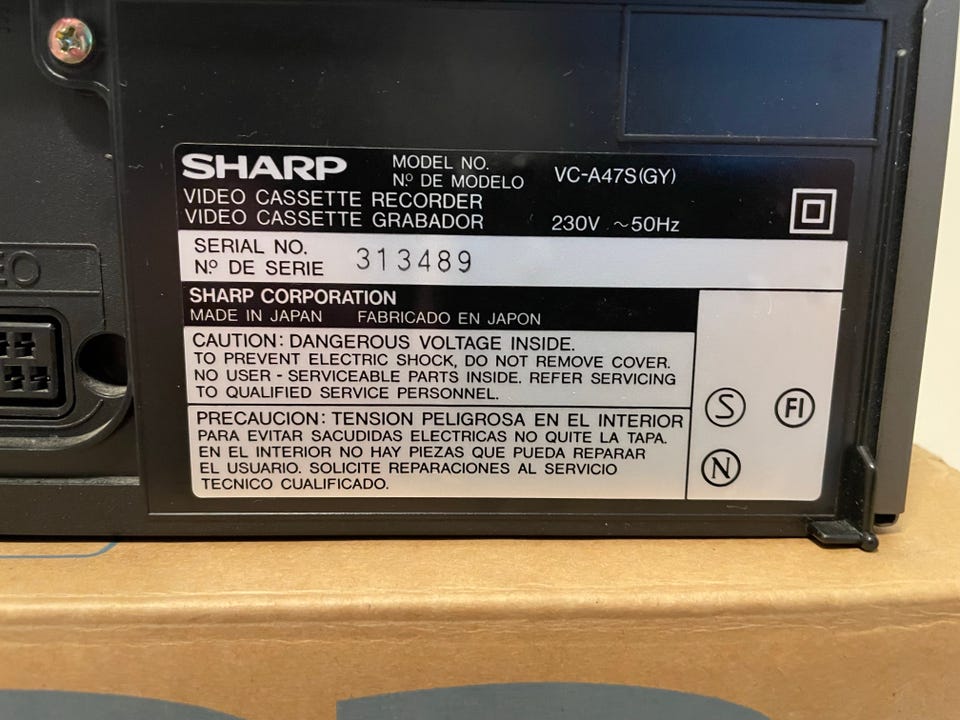 SHARP
MODEL NO.
N.º DE MODELO
VC-A47S(GY)
VIDEO CASSETTE RECORDER
VIDEO CASSETTE GRABADOR
230V ~50Hz
SERIAL NO.
N.º DE SERIE
313489
SHARP CORPORATION
MADE IN JAPAN FABRICADO EN JAPON
CAUTION: DANGEROUS VOLTAGE INSIDE.
TO PREVENT ELECTRIC SHOCK, DO NOT REMOVE COVER.
NO USER - SERVICEABLE PARTS INSIDE. REFER SERVICING
TO QUALIFIED SERVICE PERSONNEL.
PRECAUCION: TENSION PELIGROSA EN EL INTERIOR
PARA EVITAR SACUDIDAS ELECTRICAS NO QUITE LA TAPA.
EN EL INTERIOR NO HAY PIEZAS QUE PUEDA REPARAR
EL USUARIO. SOLICITE REPARACIONES AL SERVICIO
TECNICO CUALIFICADO.
S
FI
N